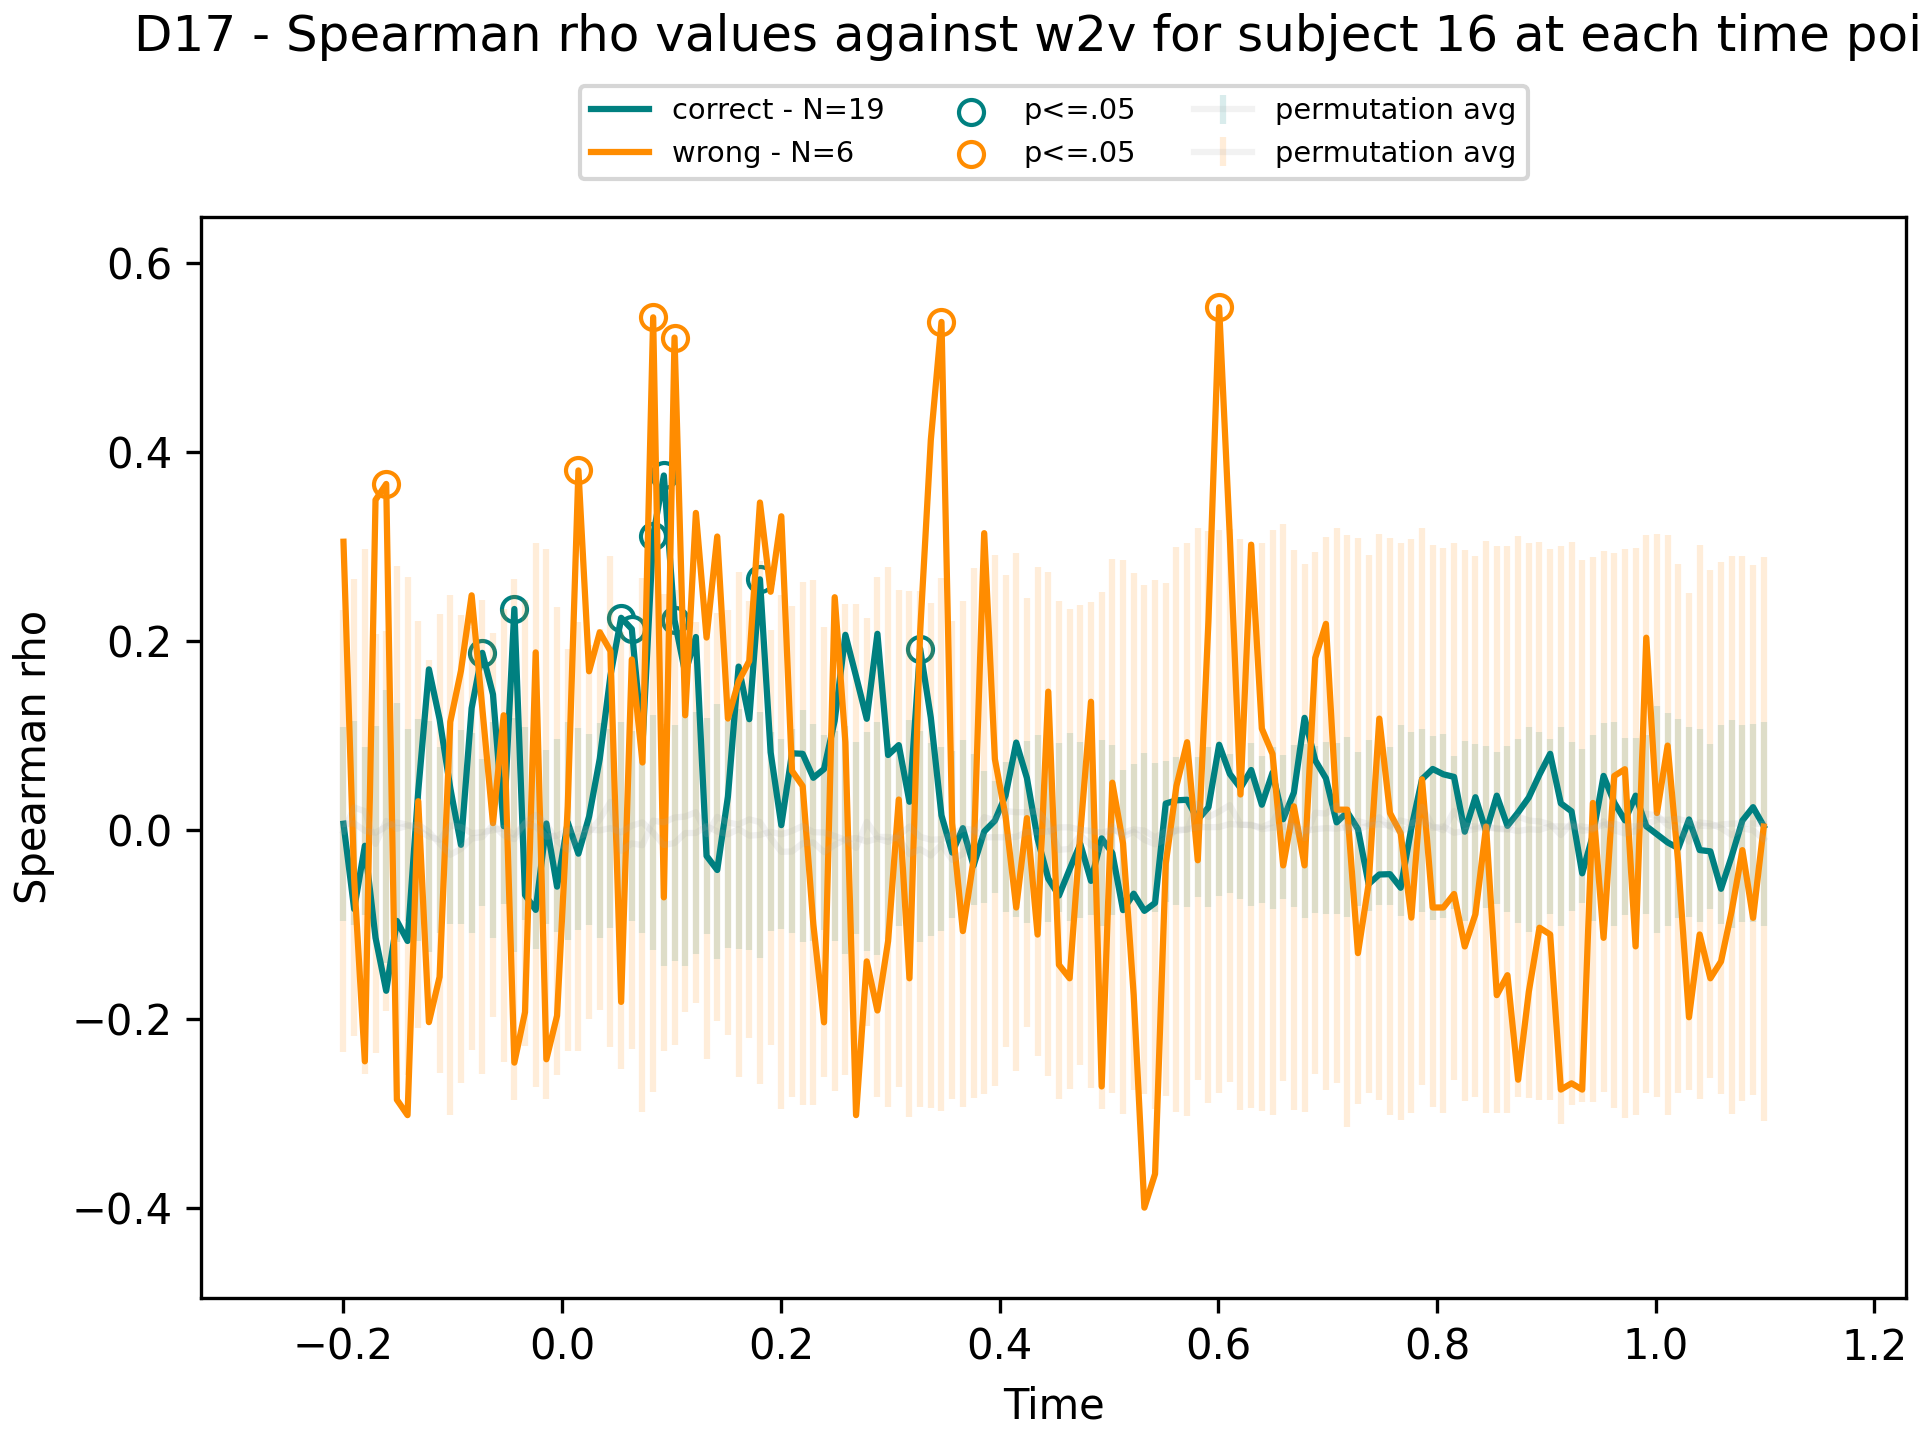 D17 - Spearman rho values against w2v for subject 16 at each time poi
correct - N=19
wrong - N=6
p<=.05
p<=.05
permutation avg
permutation avg
0.6
0.4
0.2
0.0
−0.2
−0.4
Spearman rho
−0.2 0.0 0.2 0.4 0.6 0.8 1.0 1.2
Time